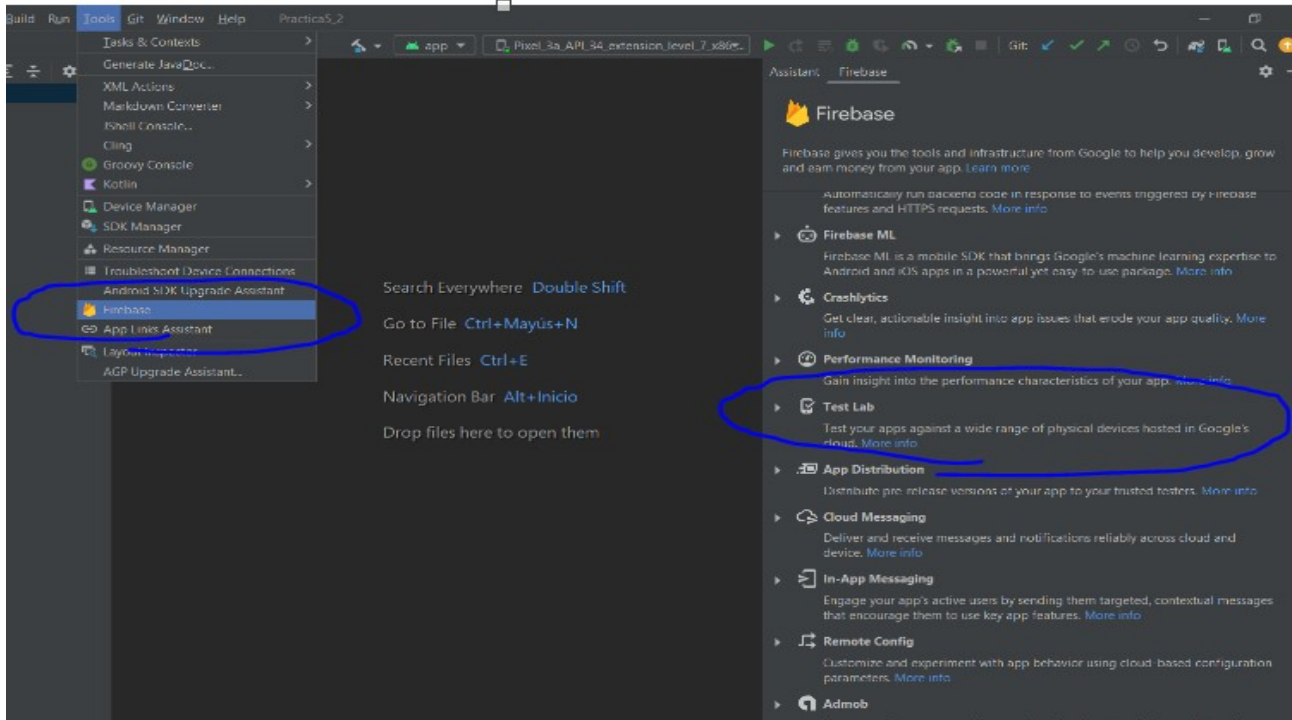 Build Run Tools Git Window Help Practica5_2
Tasks & Contexts
Generate JavaDoc...
XML Actions
Markdown Converter
JShell Console...
Cling
Groovy Console
Kotlin
Device Manager
SDK Manager
Resource Manager
Troubleshoot Device Connections
Android SDK Upgrade Assistant
Firebase
App Links Assistant
Layout Inspector
AGP Upgrade Assistant...
app
Pixel_3a_API_34_extension_level_7_x86
Git:
Search Everywhere Double Shift
Go to File Ctrl+Mayús+N
Recent Files Ctrl+E
Navigation Bar Alt+Inicio
Drop files here to open them
Assistant Firebase
Firebase
Firebase gives you the tools and infrastructure from Google to help you develop, grow
and earn money from your app. Learn more
Automatically run backend code in response to events triggered by Firebase
features and HTTPS requests. More info
Firebase ML
Firebase ML is a mobile SDK that brings Google's machine learning expertise to
Android and iOS apps in a powerful yet easy-to-use package. More info
Crashlytics
Get clear, actionable insight into app issues that erode your app quality. More
info
Performance Monitoring
Gain insight into the performance characteristics of your app. More info
Test Lab
Test your apps against a wide range of physical devices hosted in Google's
cloud. More info
App Distribution
Distribute pre-release versions of your app to your trusted testers. More info
Cloud Messaging
Deliver and receive messages and notifications reliably across cloud and
device. More info
In-App Messaging
Engage your app's active users by sending them targeted, contextual messages
that encourage them to use key app features. More info
Remote Config
Customize and experiment with app behavior using cloud-based configuration
parameters. More info
Admob